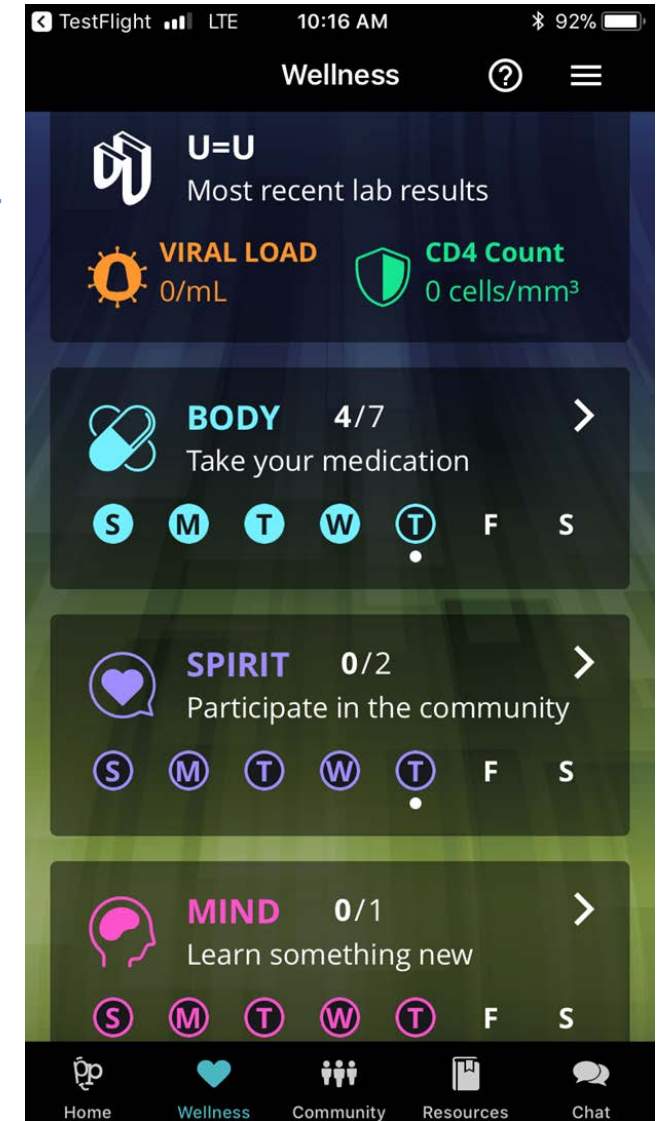 TestFlight LTE 10:16 AM 92%
Wellness
U=U
Most recent lab results
VIRAL LOAD CD4 Count
0/mL 0 cells/mm³
BODY 4/7
Take your medication
S M T W T F S
SPIRIT 0/2
Participate in the community
S M T W T F S
MIND 0/1
Learn something new
S M T W T F S
Home Wellness Community Resources Chat